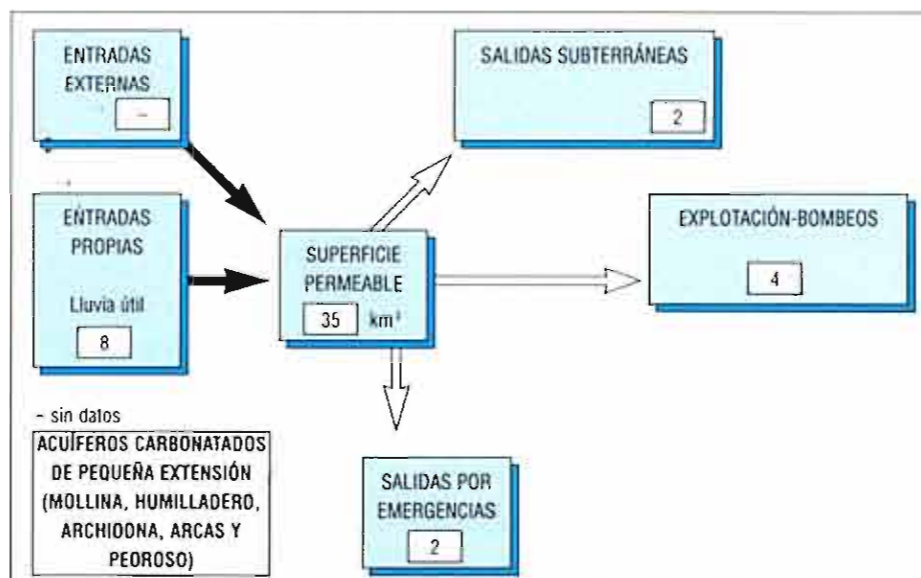 ENTRADAS
EXTERNAS
-
SALIDAS SUBTERRÁNEAS
2
ENTRADAS
PROPIAS
Lluvia útil
8
SUPERFICIE
PERMEABLE
35 km²
EXPLOTACIÓN-BOMBEOS
4
- sin datos
ACUÍFEROS CARBONATADOS
DE PEQUEÑA EXTENSIÓN
(MOLLINA, HUMILLADERO,
ARCHIDONA, ARCAS Y
PEDROSO)
SALIDAS POR
EMERGENCIAS
2